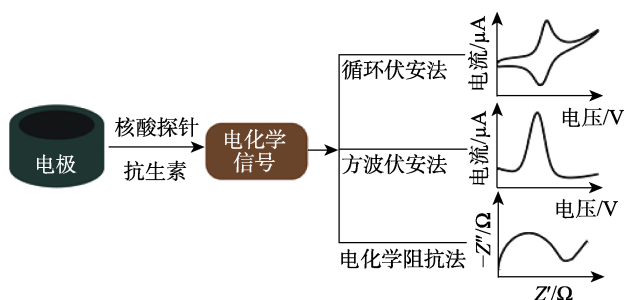 电极
核酸探针
抗生素
电化学
信号
循环伏安法
电流/μA
电压/V
方波伏安法
电流/μA
电压/V
电化学阻抗法
−Z″/Ω
Z′/Ω